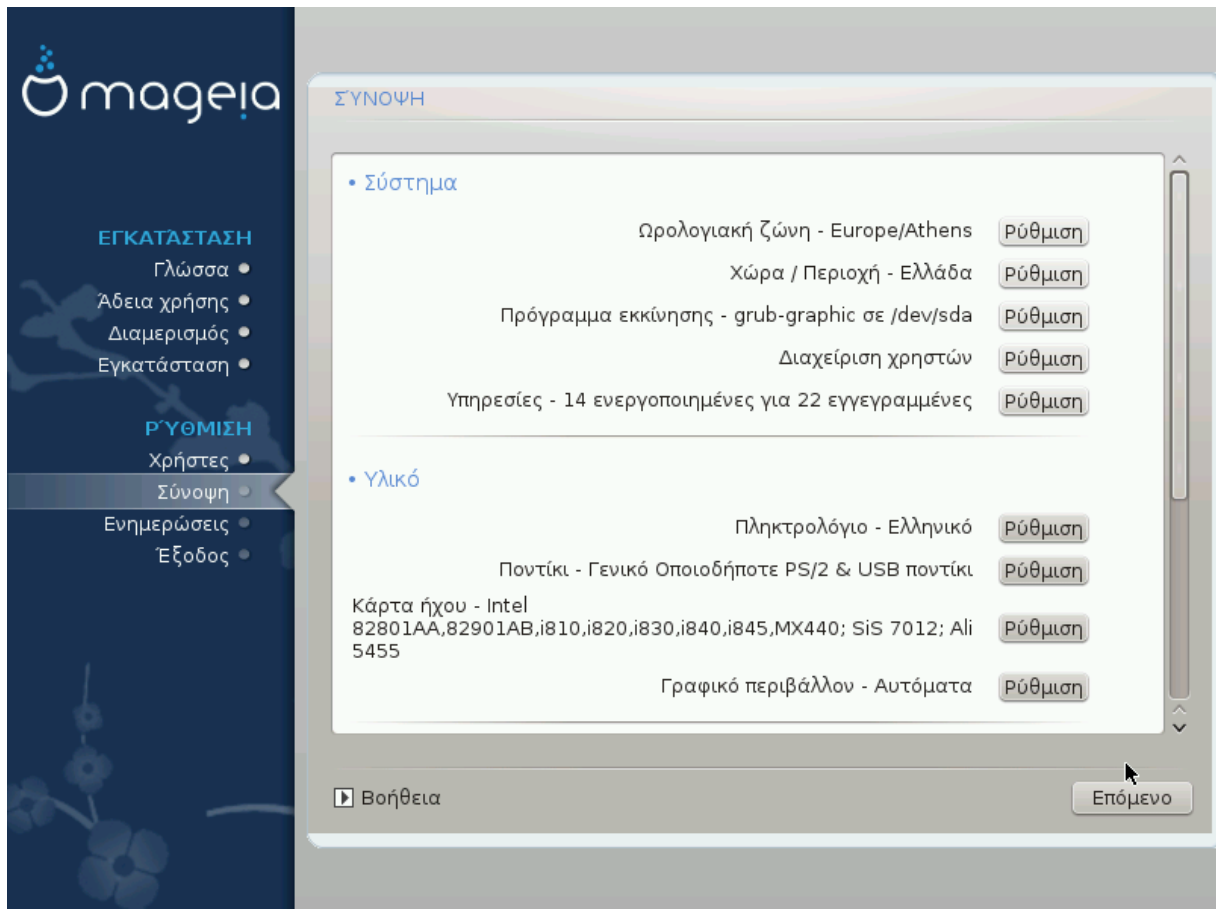 mageia
ΕΓΚΑΤΆΣΤΑΣΗ
Γλώσσα
Άδεια χρήσης
Διαμερισμός
Εγκατάσταση
ΡΎΘΜΙΣΗ
Χρήστες
Σύνοψη
Ενημερώσεις
Έξοδος
ΣΎΝΟΨΗ
• Σύστημα
Ωρολογιακή ζώνη - Europe/Athens Ρύθμιση
Χώρα / Περιοχή - Ελλάδα Ρύθμιση
Πρόγραμμα εκκίνησης - grub-graphic σε /dev/sda Ρύθμιση
Διαχείριση χρηστών Ρύθμιση
Υπηρεσίες - 14 ενεργοποιημένες για 22 εγγεγραμμένες Ρύθμιση
• Υλικό
Πληκτρολόγιο - Ελληνικό Ρύθμιση
Ποντίκι - Γενικό Οποιοδήποτε PS/2 & USB ποντίκι Ρύθμιση
Κάρτα ήχου - Intel
82801AA,82901AB,i810,i820,i830,i840,i845,MX440; SiS 7012; Ali Ρύθμιση
5455
Γραφικό περιβάλλον - Αυτόματα Ρύθμιση
Βοήθεια
Επόμενο